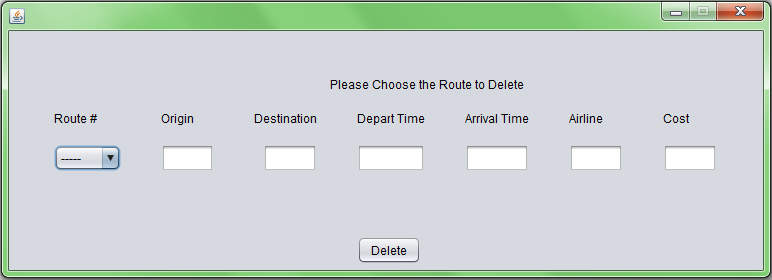 Please Choose the Route to Delete
Route # Origin Destination Depart Time Arrival Time Airline Cost
-----
Delete